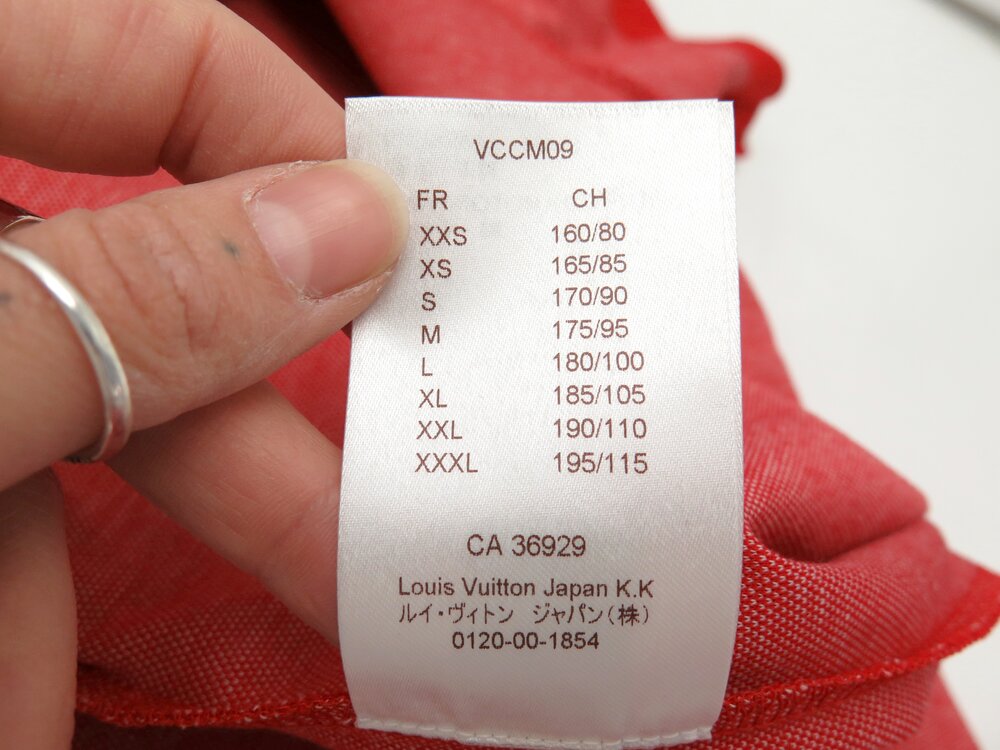 VCCM09
FR CH
XXS 160/80
XS 165/85
S 170/90
M 175/95
L 180/100
XL 185/105
XXL 190/110
XXXL 195/115
CA 36929
Louis Vuitton Japan K.K
ルイ・ヴィトン ジャパン(株)
0120-00-1854